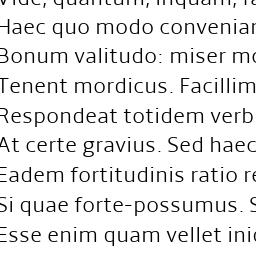 Vide, quantum, inquam, fa
Haec quo modo convenian
Bonum valitudo: miser mo
Tenent mordicus. Facillim
Respondeat totidem verb
At certe gravius. Sed haec
Eadem fortitudinis ratio re
Si quae forte-possumus. S
Esse enim quam vellet inic